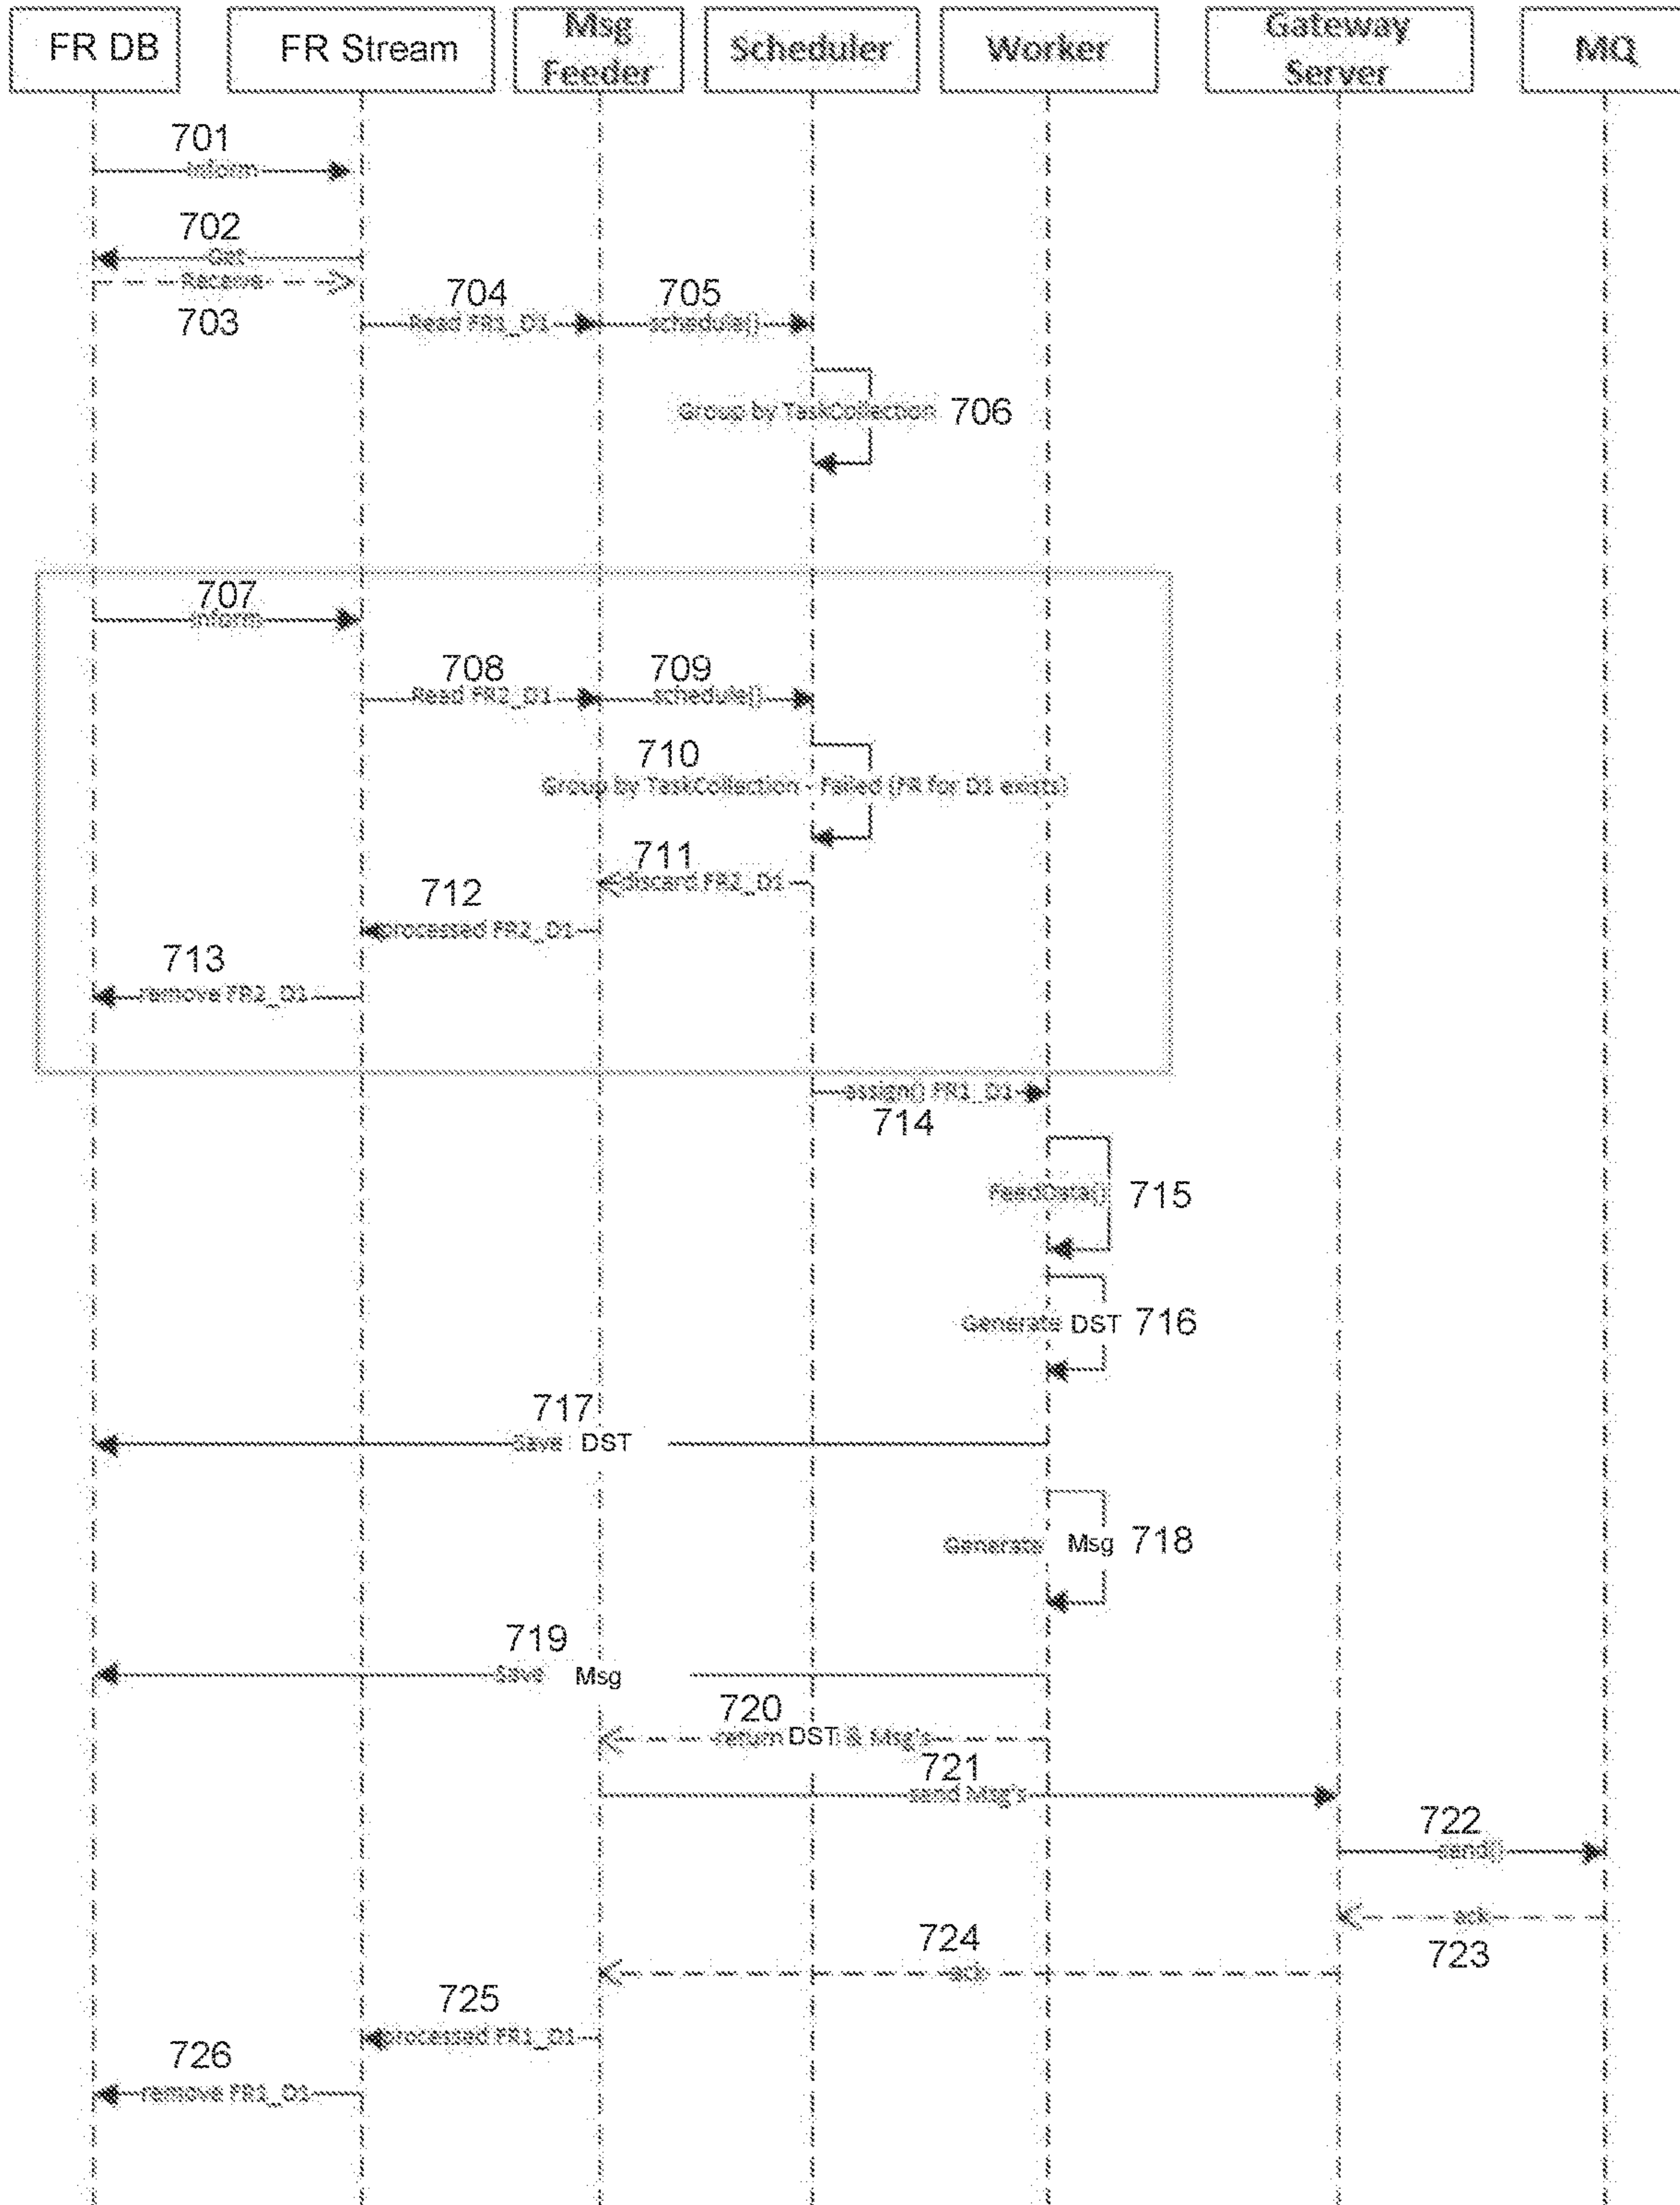 FR DB
FR Stream
Msg
Feeder
Scheduler
Worker
Gateway
Server
MQ
701
Inform
702
Get
Receive
703
704
Read FR1_D1
705
schedule()
Group by TaskCollection
706
707
Inform
708
Read FR2_D1
709
schedule()
710
Group by TaskCollection - Failed (FR for D1 exists)
711
discard FR2_D1
712
processed FR2_D1
713
remove FR2_D1
assign() FR1_D1
714
FeedData()
715
Generate DST
716
717
Save DST
Generate Msg
718
719
Save Msg
720
return DST & Msg's
721
send Msg's
722
send()
ack
723
724
ack
725
processed FR1_D1
726
remove FR1_D1